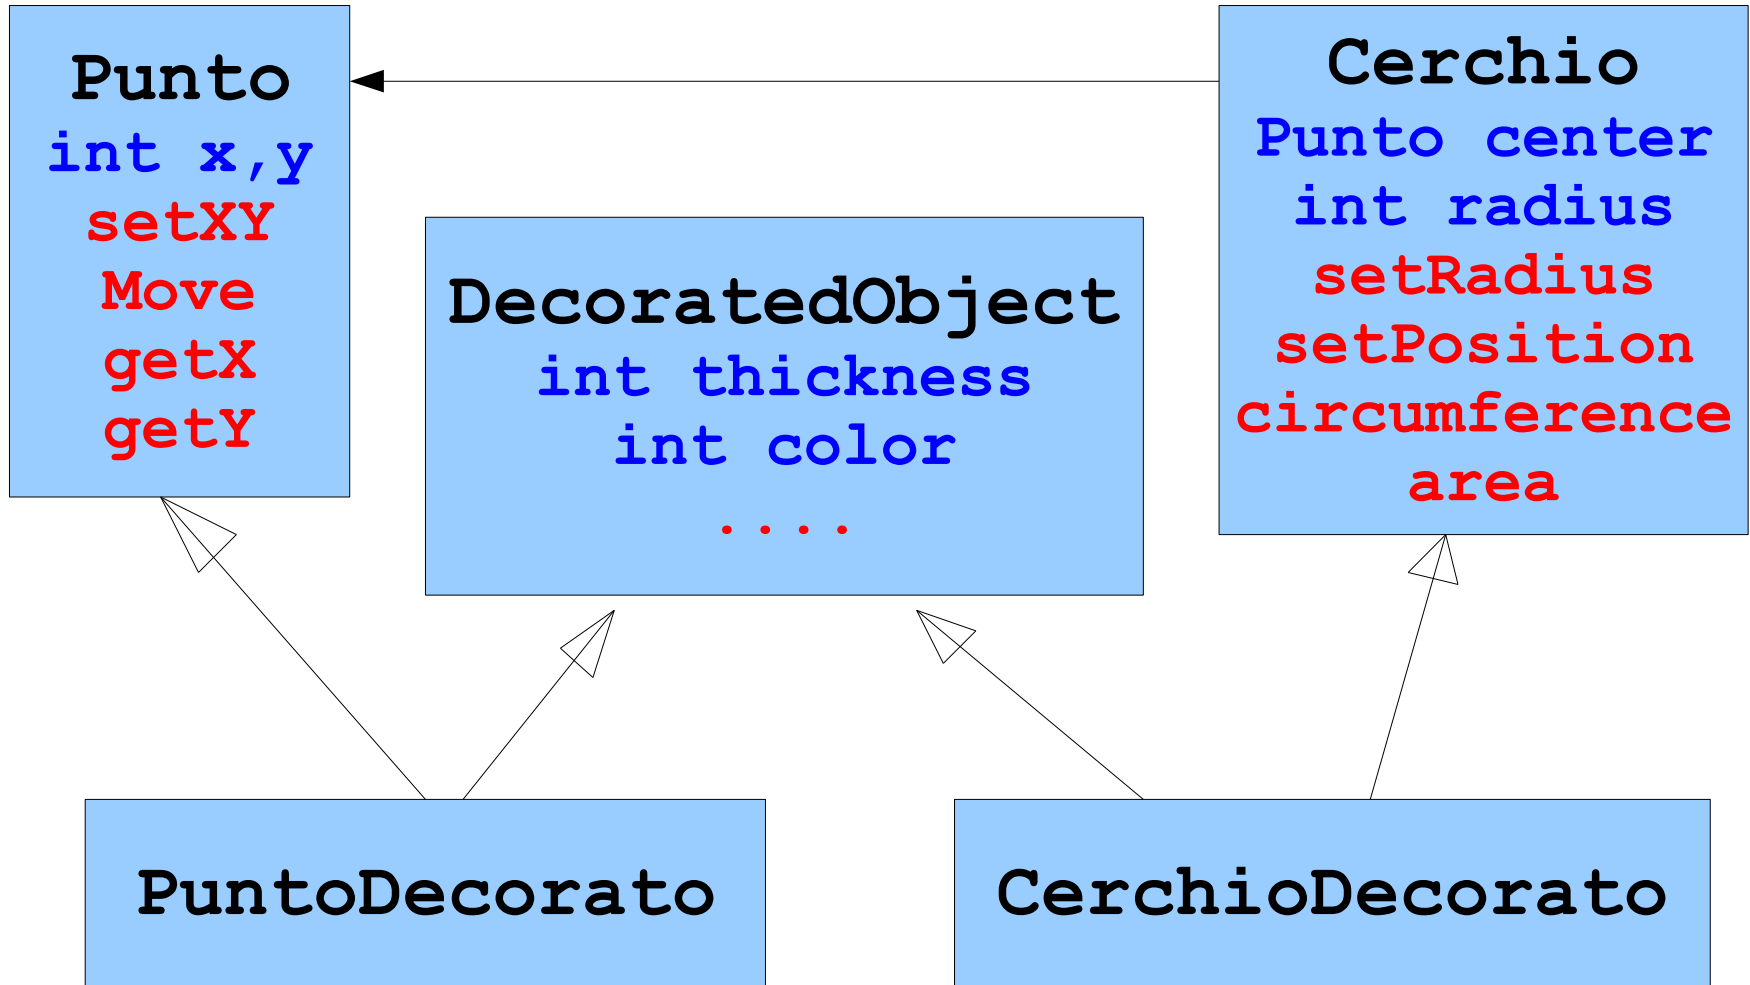 Punto
int x,y
setXY
Move
getX
getY
DecoratedObject
int thickness
int color
....
Cerchio
Punto center
int radius
setRadius
setPosition
circumference
area
PuntoDecorato
CerchioDecorato